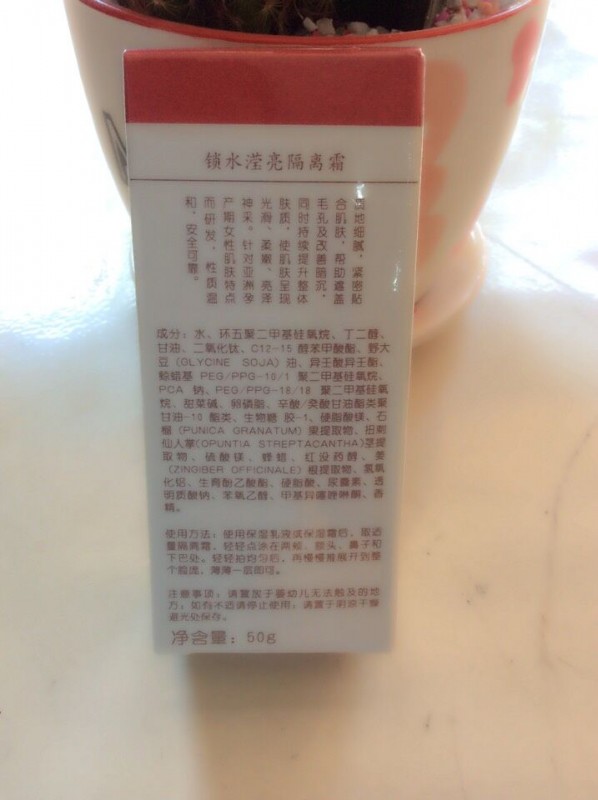 锁水滢亮隔离霜
质地细腻，紧密贴
合肌肤，帮助遮盖
毛孔及改善暗沉，
同时持续提升整体
肤质，使肌肤呈现
光滑、柔嫩、亮泽
神采。针对亚洲孕
产期女性肌肤特点
而研发，性质温
和，安全可靠。
成分：水、环五聚二甲基硅氧烷、丁二醇、
甘油、二氧化钛、C12-15 醇苯甲酸酯、野大
豆(GLYCINE SOJA)油、异壬酸异壬酯、
鲸蜡基 PEG/PPG-10/1 聚二甲基硅氧烷、
PCA 钠、PEG/PPG-18/18 聚二甲基硅氧
烷、甜菜碱、卵磷脂、辛酸/癸酸甘油酯类聚
甘油-10 酯类、生物糖胶-1、硬脂酸镁、石
榴(PUNICA GRANATUM)果提取物、扭刺
仙人掌(OPUNTIA STREPTACANTHA)茎提
取物、硫酸镁、蜂蜡、红没药醇、姜
(ZINGIBER OFFICINALE)根提取物、氢氧
化铝、生育酚乙酸酯、硬脂酸、尿囊素、透
明质酸钠、苯氧乙醇、甲基异噻唑啉酮、香
精。
使用方法：使用保湿乳液或保湿霜后，取适
量隔离霜，轻轻点涂在两颊、额头、鼻子和
下巴处。轻轻拍均匀后，再慢慢推展开到整
个脸庞，薄薄一层即可。
注意事项：请置放于婴幼儿无法触及的地
方；如有不适请停止使用；请置于阴凉干燥
避光处保存。
净含量：50g